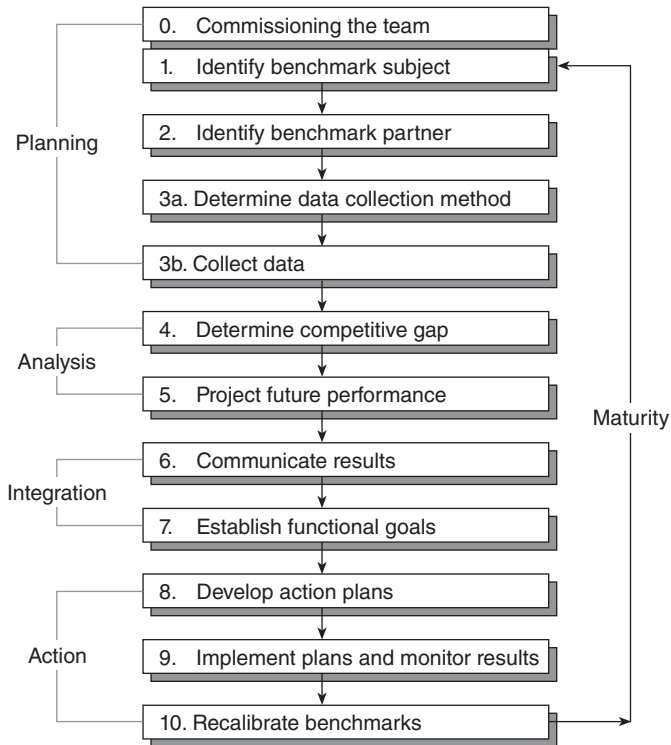 0. Commissioning the team
1. Identify benchmark subject
Planning
2. Identify benchmark partner
3a. Determine data collection method
3b. Collect data
4. Determine competitive gap
Analysis
5. Project future performance
Maturity
6. Communicate results
Integration
7. Establish functional goals
8. Develop action plans
Action
9. Implement plans and monitor results
10. Recalibrate benchmarks